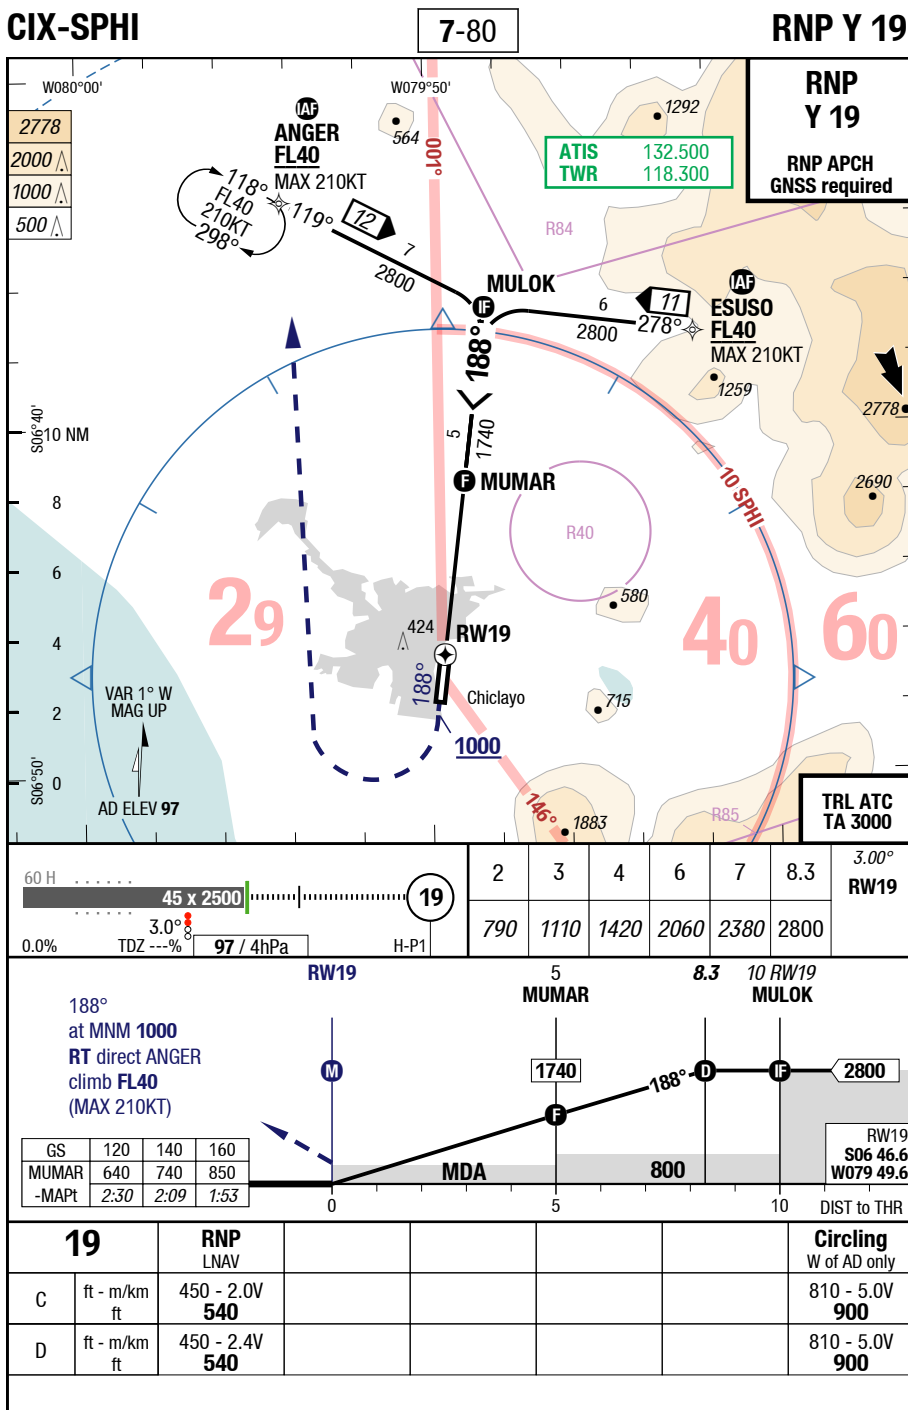 CIX-SPHI
7-80
RNP Y 19
W080°00'
W079°50'
RNP
Y 19
RNP APCH
GNSS required
2778
2000
1000
500
IAF
ANGER
FL40
MAX 210KT
564
001°
1292
ATIS 132.500
TWR 118.300
118°
FL40
210KT
298°
119°
12
7
2800
R84
MULOK
IF
IAF
ESUSO
FL40
MAX 210KT
11
6
2800
278°
188°
1259
2778
S06°40'
10 NM
5
1740
F
MUMAR
10 SPHI
2690
8
R40
6
580
29
40
60
4
424
RW19
188°
Chiclayo
715
VAR 1° W
MAG UP
2
1000
S06°50'
0
AD ELEV 97
146°
1883
R85
TRL ATC
TA 3000
60 H
45 x 2500
19
3.0°
0.0%
TDZ ---%
97 / 4hPa
H-P1
2 3 4 6 7 8.3 3.00°
RW19
790 1110 1420 2060 2380 2800
RW19
5
MUMAR
8.3
10 RW19
MULOK
188°
at MNM 1000
RT direct ANGER
climb FL40
(MAX 210KT)
M
1740
188°
D
IF
2800
F
GS 120 140 160
MUMAR 640 740 850
-MAPt 2:30 2:09 1:53
MDA
800
RW19
S06 46.6
W079 49.6
0
5
10
DIST to THR
19
RNP
LNAV
Circling
W of AD only
C
ft - m/km
ft
450 - 2.0V
540
810 - 5.0V
900
D
ft - m/km
ft
450 - 2.4V
540
810 - 5.0V
900